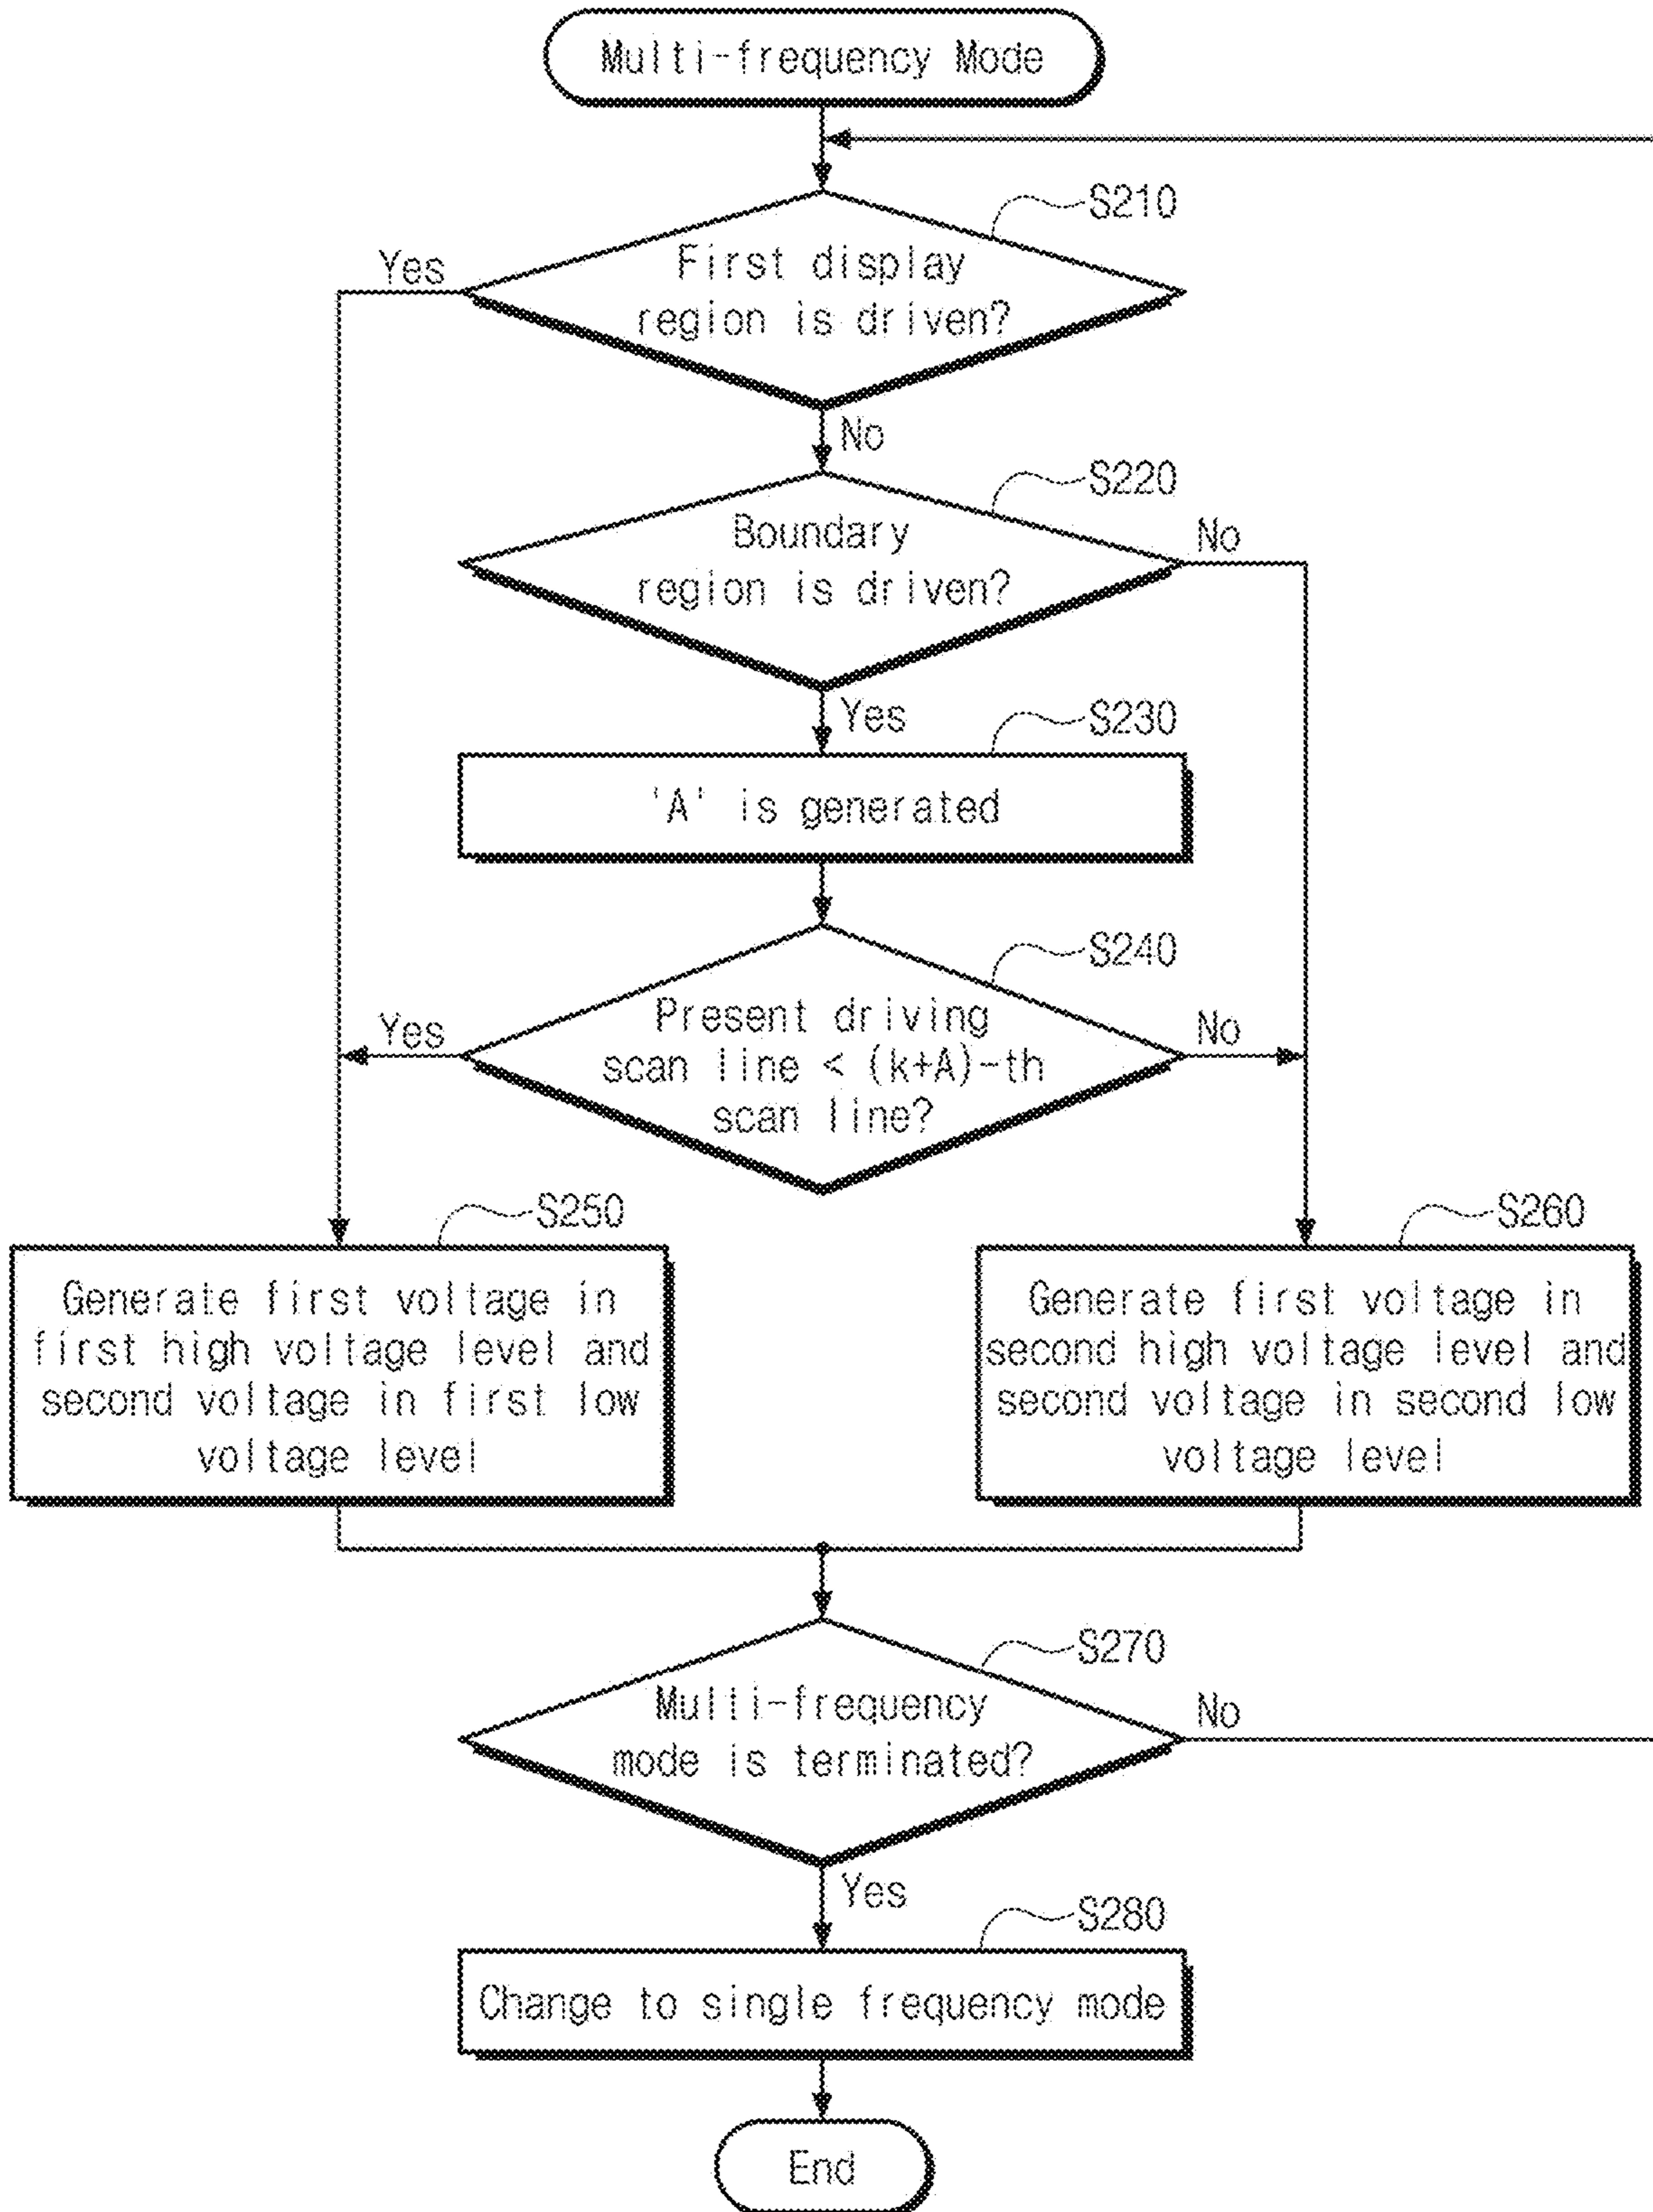 Multi-frequency Mode
S210
Yes
First display
region is driven?
No
S220
Boundary
region is driven?
No
Yes
S230
'A' is generated
S240
Yes
Present driving
scan line < (k+A)-th
scan line?
No
S250
Generate first voltage in
first high voltage level and
second voltage in first low
voltage level
S260
Generate first voltage in
second high voltage level and
second voltage in second low
voltage level
S270
Multi-frequency
mode is terminated?
No
Yes
S280
Change to single frequency mode
End